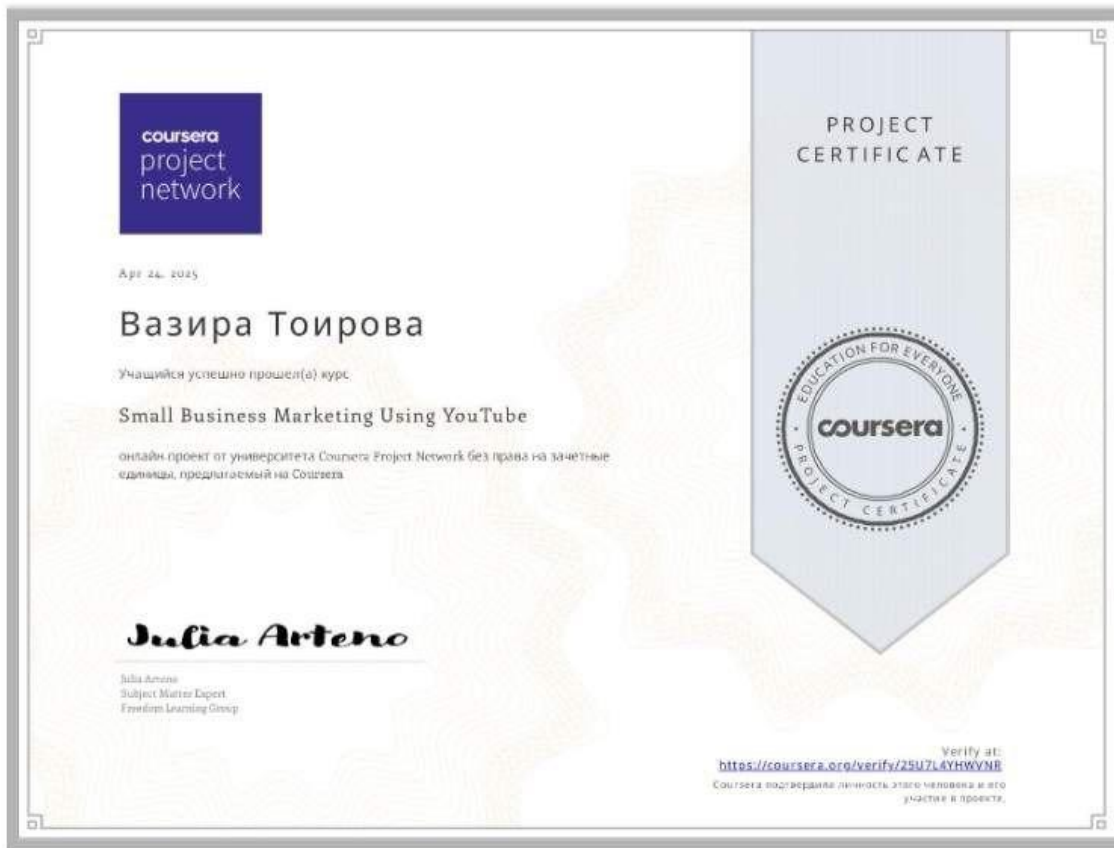 coursera
project
network
PROJECT
CERTIFICATE
Apr 24, 2025
Вазира Тоирова
Учащийся успешно прошел(а) курс
Small Business Marketing Using YouTube
онлайн-проект от университета Coursera Project Network без права на зачетные
единицы, предлагаемый на Coursera
EDUCATION FOR EVERYONE
coursera
PROJECT CERTIFICATE
Julia Arteno
Julia Arteno
Subject Matter Expert
Freedom Learning Group
Verify at:
https://coursera.org/verify/25U7L4YHWVNR
Coursera подтвердила личность этого человека и его
участие в проекте.